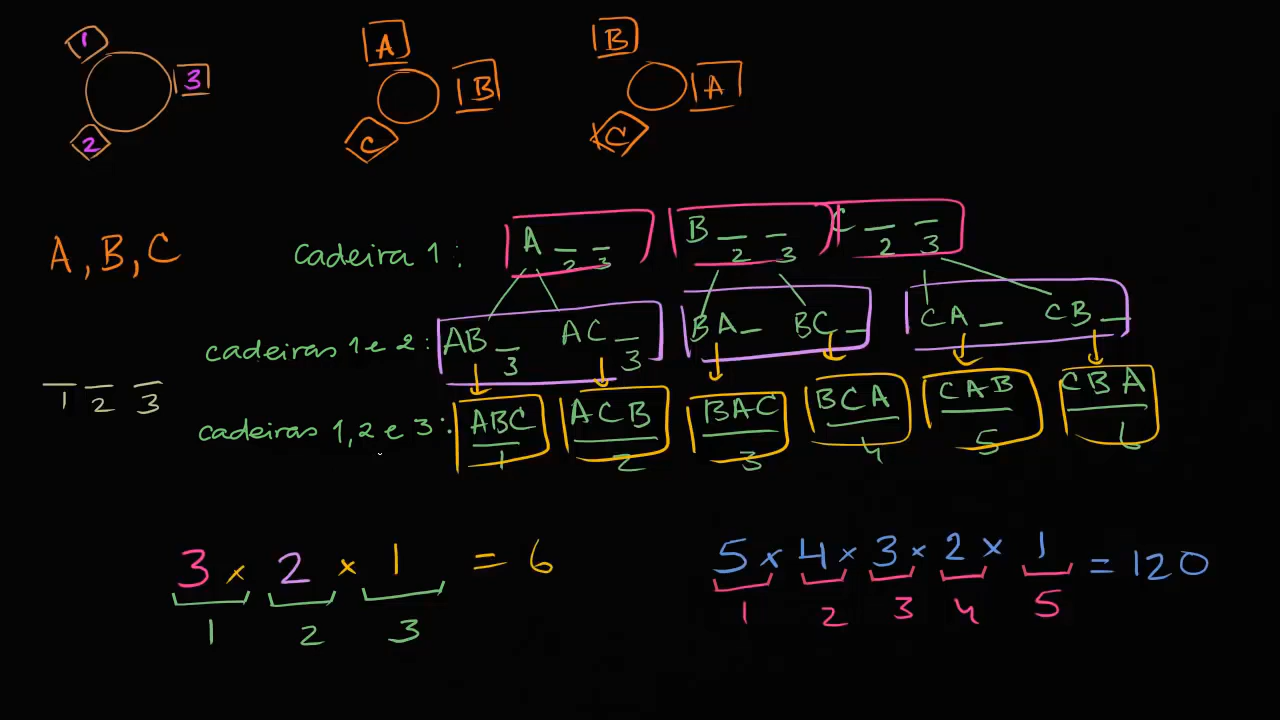 1 3 2
A B C
B A C
A, B, C
cadeira 1: A _ _ B _ _ C _ _
2 3 2 3 2 3
cadeiras 1 e 2: AB _ AC _ BA _ BC _ CA _ CB _
3 3
1 2 3
cadeiras 1, 2 e 3: ABC ACB BAC BCA CAB CBA
1 2 3 4 5 6
3 x 2 x 1 = 6
1 2 3
5 x 4 x 3 x 2 x 1 = 120
1 2 3 4 5